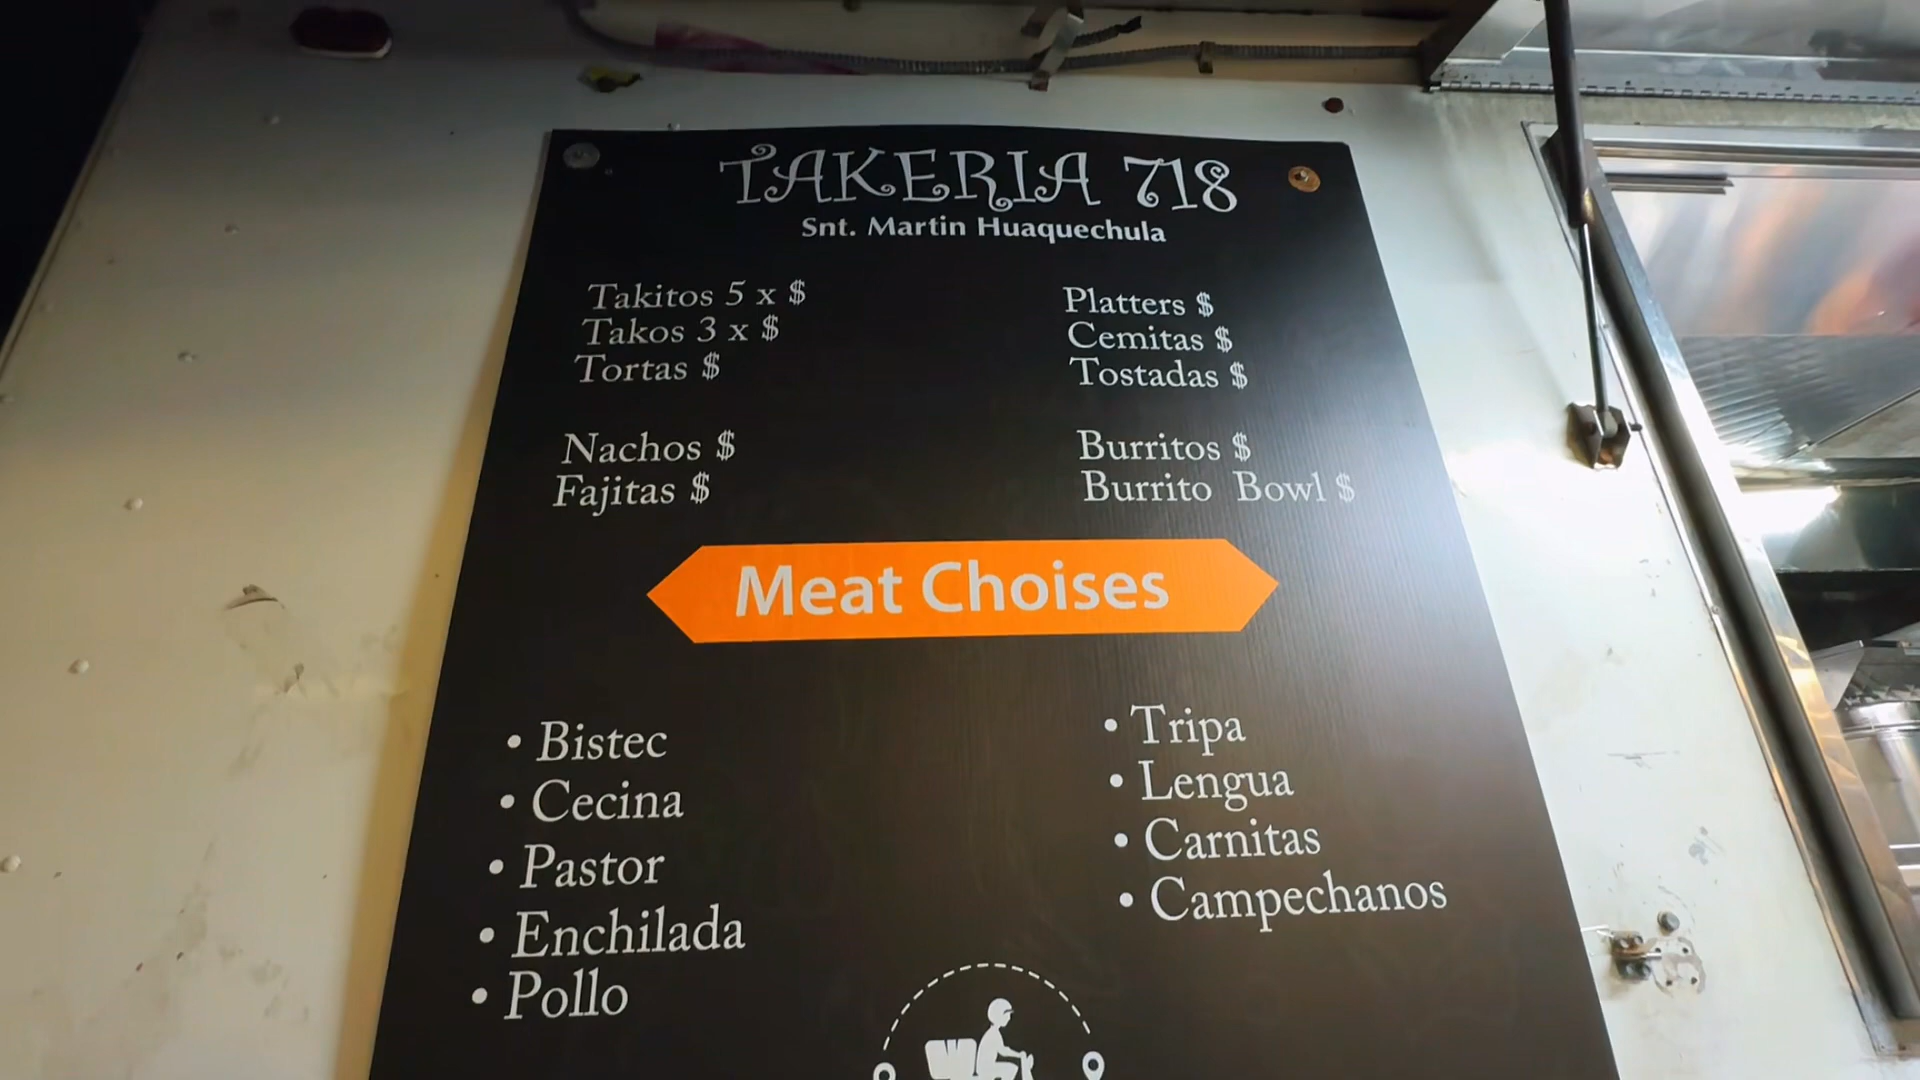 TAKERIA 718
Snt. Martin Huaquechula
Takitos 5 x $
Takos 3 x $
Tortas $
Nachos $
Fajitas $
Platters $
Cemitas $
Tostadas $
Burritos $
Burrito Bowl $
Meat Choises
• Bistec
• Cecina
• Pastor
• Enchilada
• Pollo
• Tripa
• Lengua
• Carnitas
• Campechanos